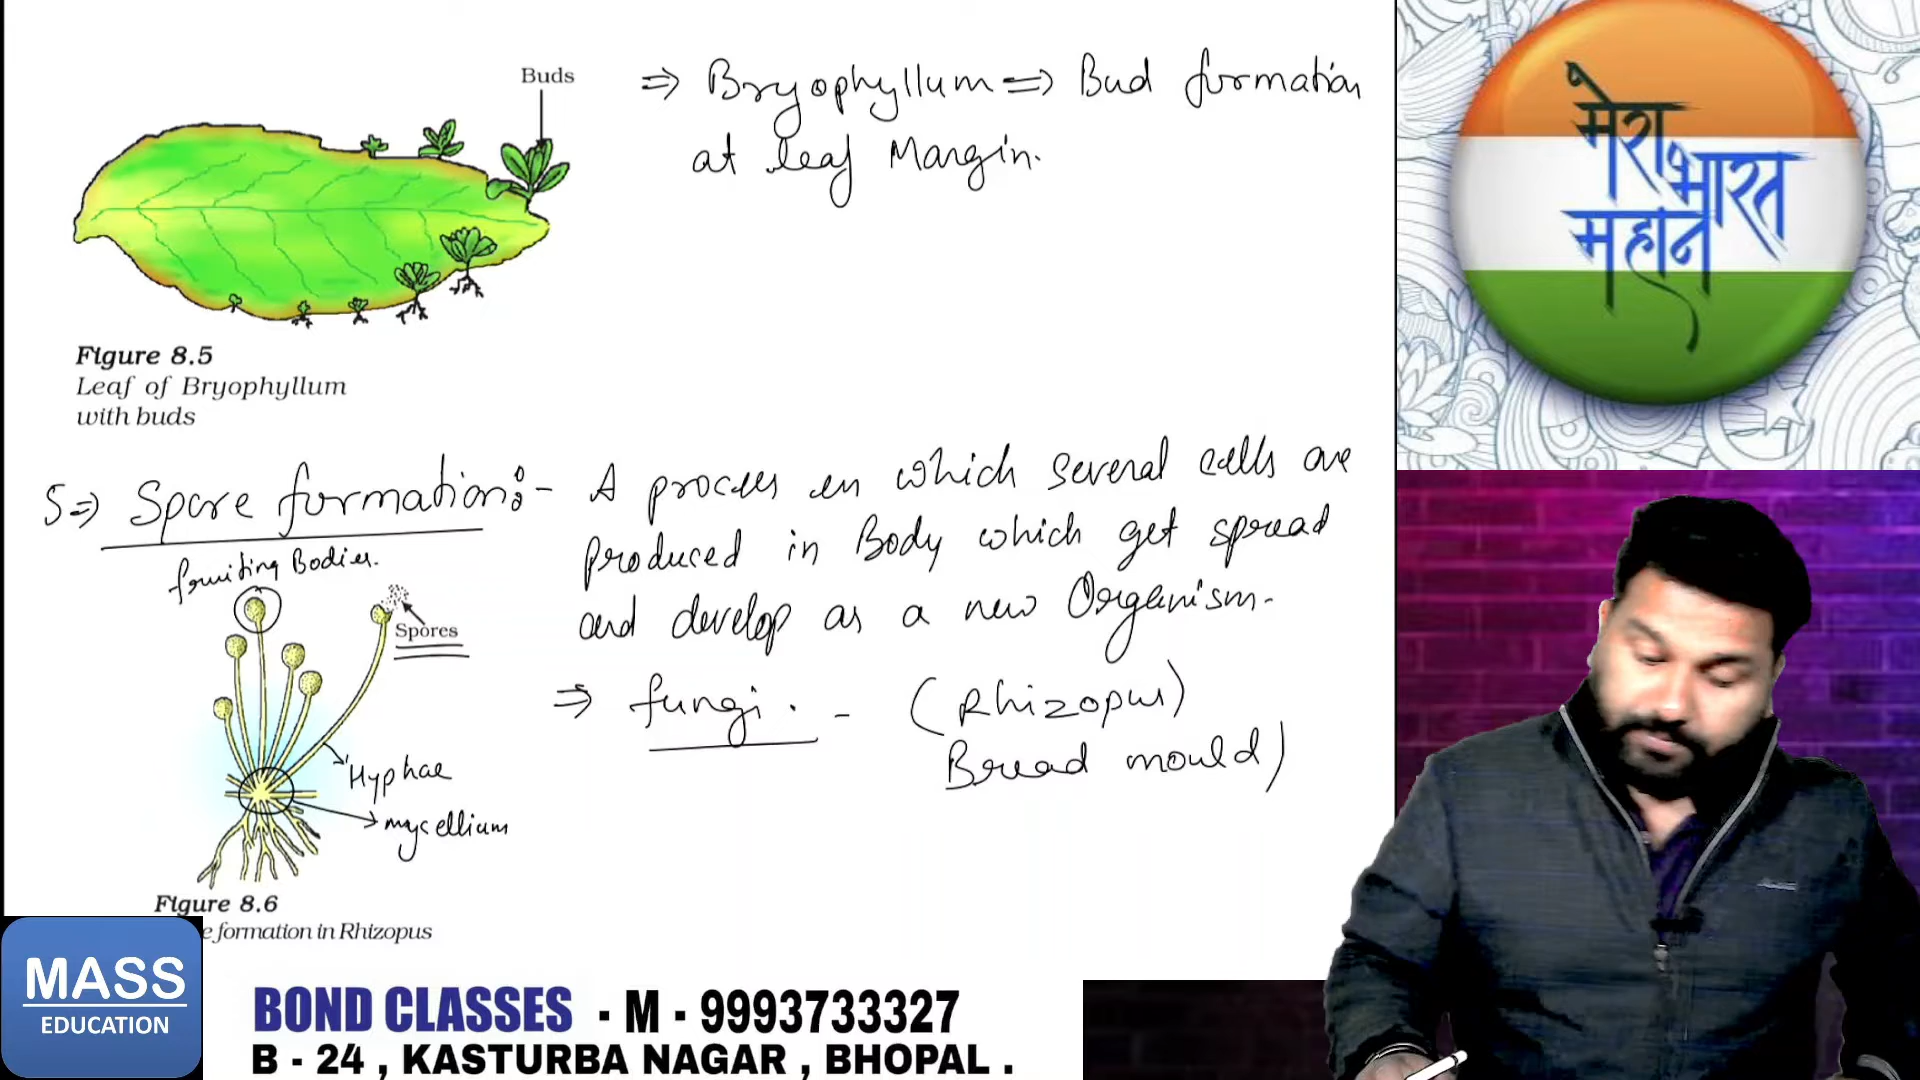 Buds
⇒ Bryophyllum ⇒ Bud formation
at leaf Margin.
मेरा
भारत
महान
Figure 8.5
Leaf of Bryophyllum
with buds
5⇒ Spore formation:- A process in which several cells are
produced in Body which get spread
and develop as a new Organism.
fruiting Bodies.
Spores
⇒ fungi. - (Rhizopus)
Bread mould)
Hyphae
mycellium
Figure 8.6
e formation in Rhizopus
MASS
EDUCATION
BOND CLASSES - M - 9993733327
B - 24 , KASTURBA NAGAR , BHOPAL .